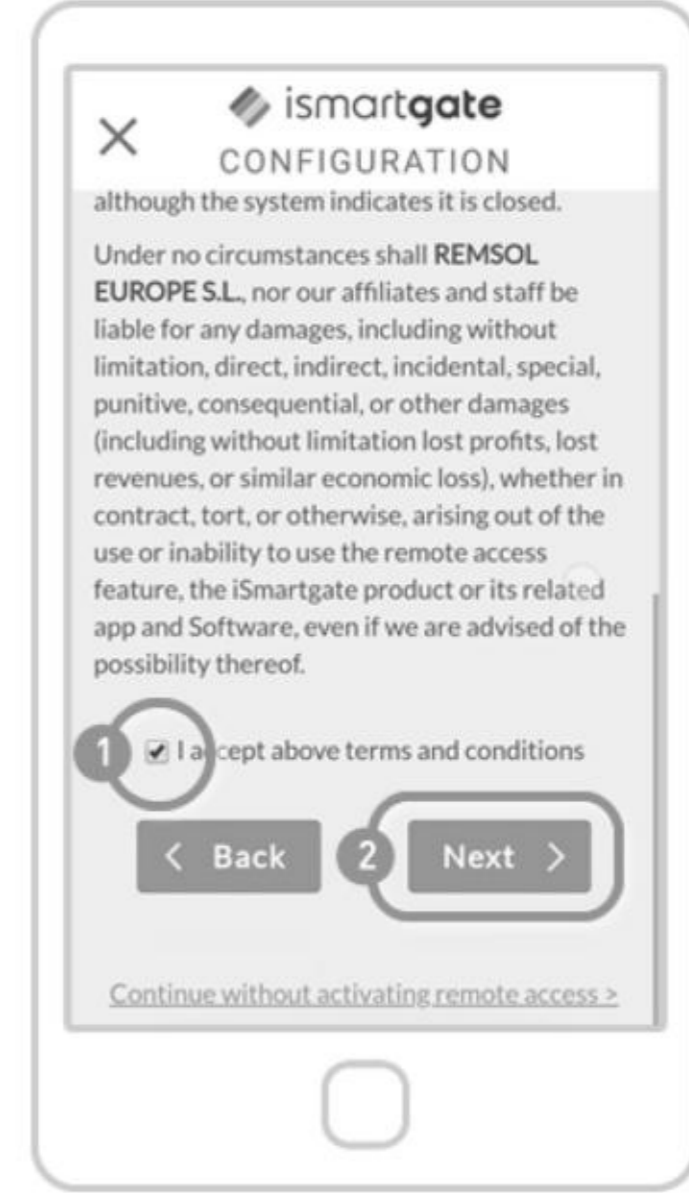 ismartgate
CONFIGURATION
although the system indicates it is closed.
Under no circumstances shall REMSOL
EUROPE S.L., nor our affiliates and staff be
liable for any damages, including without
limitation, direct, indirect, incidental, special,
punitive, consequential, or other damages
(including without limitation lost profits, lost
revenues, or similar economic loss), whether in
contract, tort, or otherwise, arising out of the
use or inability to use the remote access
feature, the iSmartgate product or its related
app and Software, even if we are advised of the
possibility thereof.
1 I accept above terms and conditions
< Back 2 Next >
Continue without activating remote access >